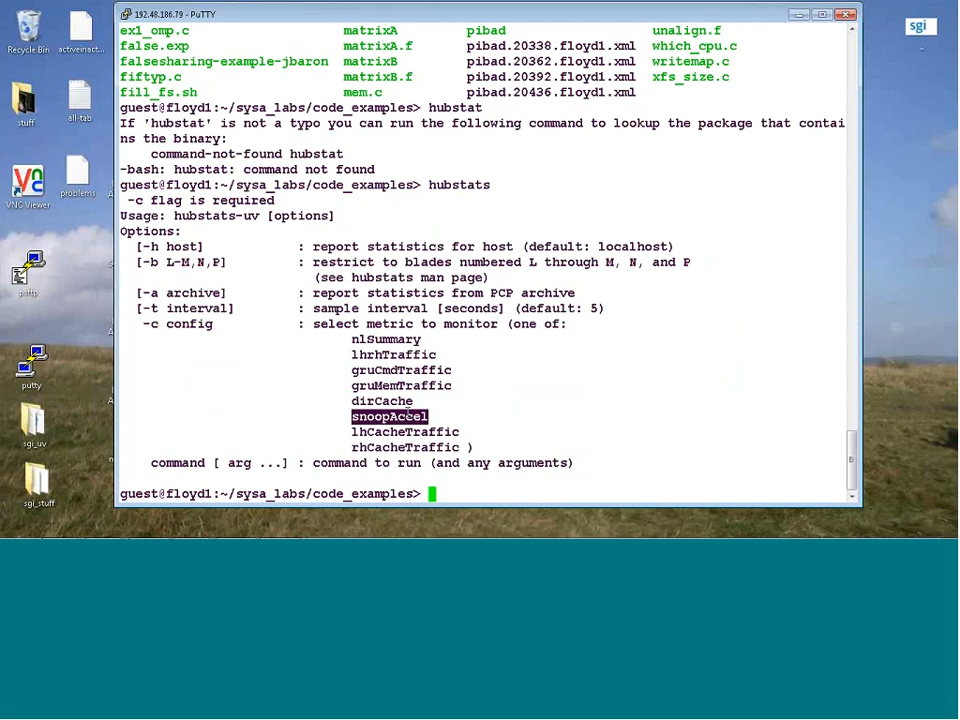 192.48.186.79 - PuTTY
sgi
Recycle Bin
activeinact...
stuff
all-tab
VNC Viewer
problems
psftp
putty
sgi_uv
sgi_stuff
ex1_omp.c matrixA pibad unalign.f
false.exp matrixA.f pibad.20338.floyd1.xml which_cpu.c
falsesharing-example-jbaron matrixB pibad.20362.floyd1.xml writemap.c
fiftyp.c matrixB.f pibad.20392.floyd1.xml xfs_size.c
fill_fs.sh mem.c pibad.20436.floyd1.xml
guest@floyd1:~/sysa_labs/code_examples> hubstat
If 'hubstat' is not a typo you can run the following command to lookup the package that contai
ns the binary:
command-not-found hubstat
-bash: hubstat: command not found
guest@floyd1:~/sysa_labs/code_examples> hubstats
-c flag is required
Usage: hubstats-uv [options]
Options:
[-h host] : report statistics for host (default: localhost)
[-b L-M,N,P] : restrict to blades numbered L through M, N, and P
(see hubstats man page)
[-a archive] : report statistics from PCP archive
[-t interval] : sample interval [seconds] (default: 5)
-c config : select metric to monitor (one of:
nlSummary
lhrhTraffic
gruCmdTraffic
gruMemTraffic
dirCache
snoopAccel
lhCacheTraffic
rhCacheTraffic )
command [ arg ...] : command to run (and any arguments)
guest@floyd1:~/sysa_labs/code_examples>